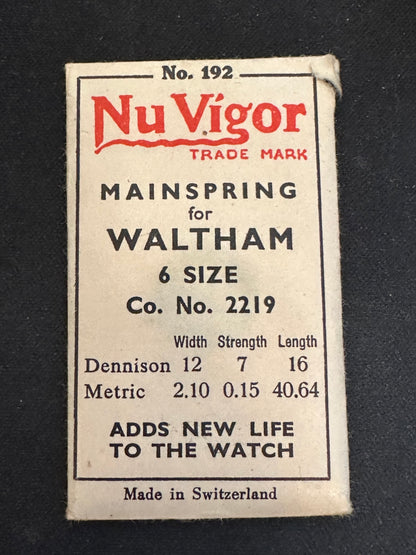 No. 192
Nu Vigor
TRADE MARK
MAINSPRING
for
WALTHAM
6 SIZE
Co. No. 2219
Width Strength Length
Dennison 12 7 16
Metric 2.10 0.15 40.64
ADDS NEW LIFE
TO THE WATCH
Made in Switzerland